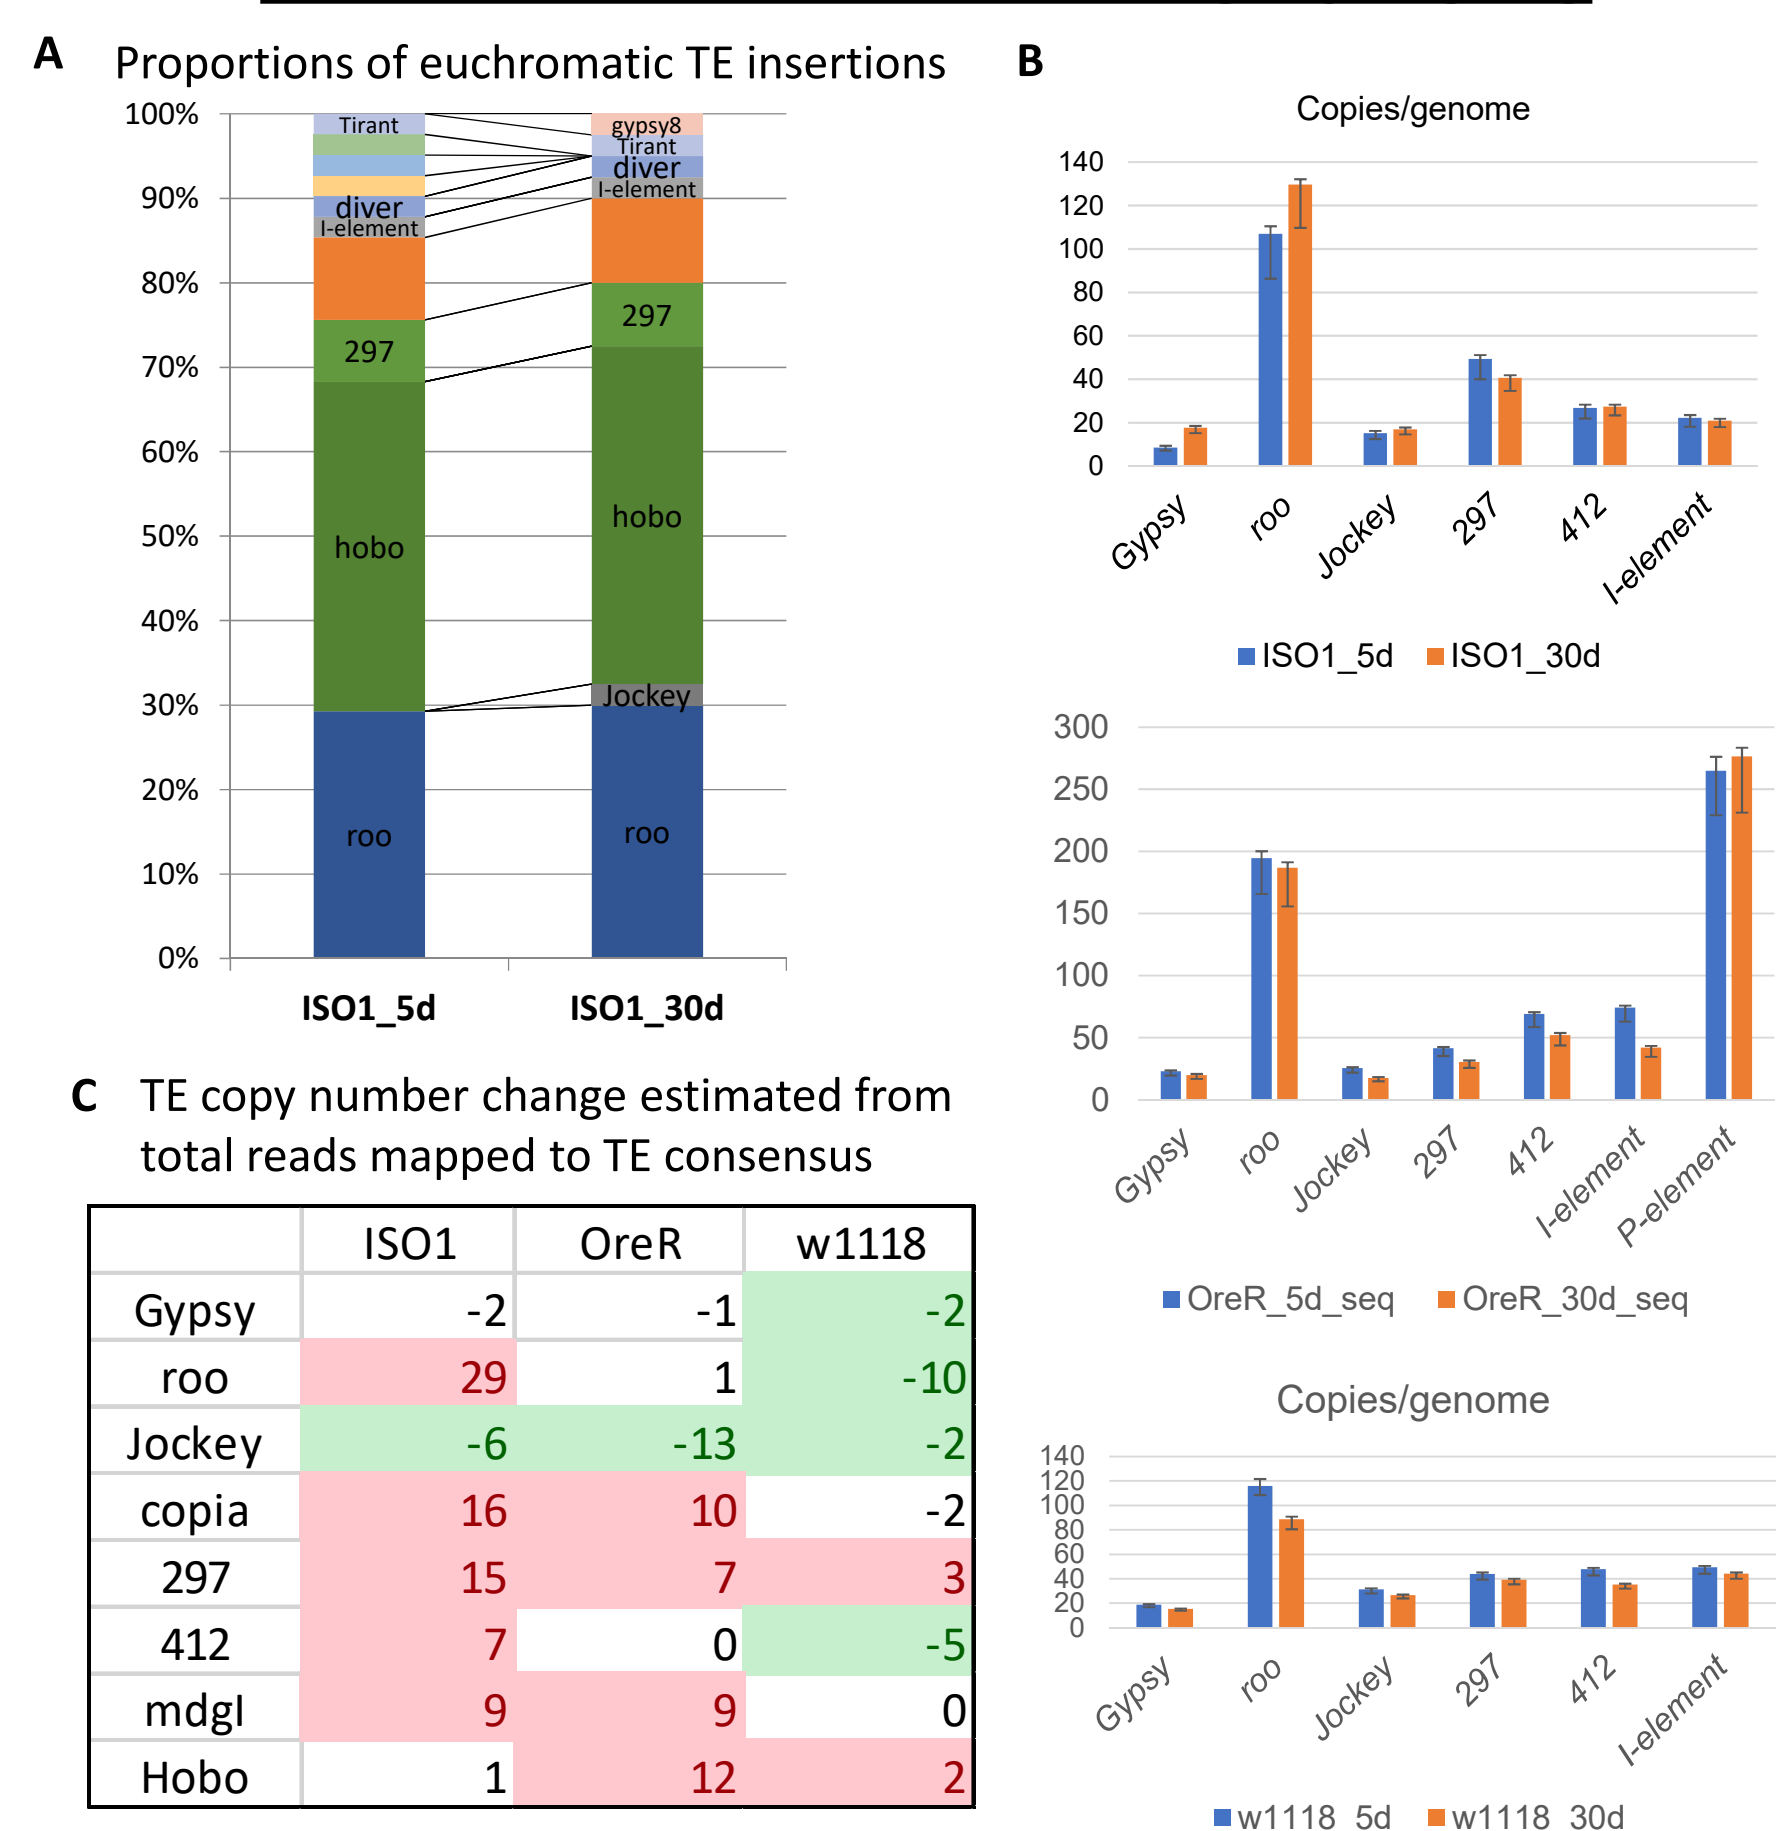 A Proportions of euchromatic TE insertions
100%
90%
80%
70%
60%
50%
40%
30%
20%
10%
0%
Tirant
diver
I-element
297
hobo
roo
gypsy8
Tirant
diver
I-element
297
hobo
Jockey
roo
ISO1_5d ISO1_30d
B
Copies/genome
140
120
100
80
60
40
20
0
Gypsy roo Jockey 297 412 I-element
ISO1_5d ISO1_30d
300
250
200
150
100
50
0
Gypsy roo Jockey 297 412 I-element P-element
OreR_5d_seq OreR_30d_seq
Copies/genome
140
120
100
80
60
40
20
0
Gypsy roo Jockey 297 412 I-element
w1118_5d w1118_30d
C TE copy number change estimated from
total reads mapped to TE consensus
ISO1 OreR w1118
Gypsy -2 -1 -2
roo 29 1 -10
Jockey -6 -13 -2
copia 16 10 -2
297 15 7 3
412 7 0 -5
mdgI 9 9 0
Hobo 1 12 2